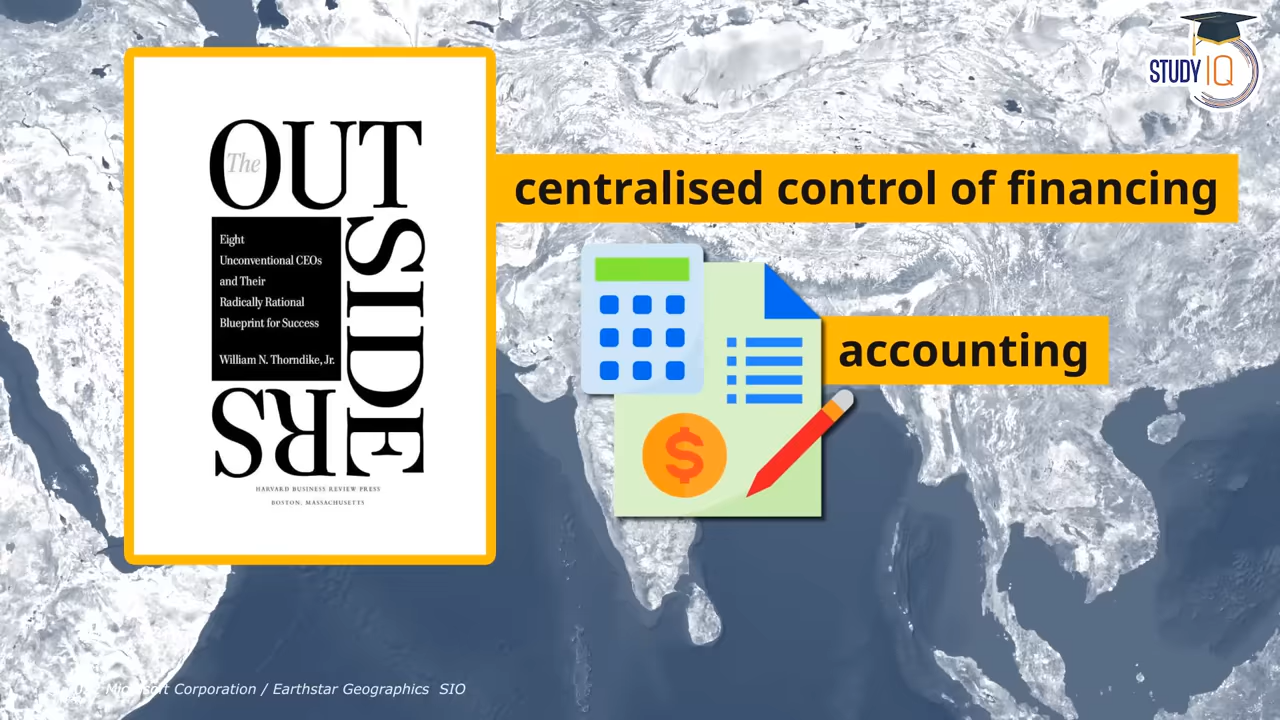 The
OUT
SIDE
RS
Eight
Unconventional CEOs
and Their
Radically Rational
Blueprint for Success
William N. Thorndike, Jr.
HARVARD BUSINESS REVIEW PRESS
BOSTON, MASSACHUSETTS
centralised control of financing
accounting
$
STUDY IQ
Microsoft Corporation / Earthstar Geographics SIO